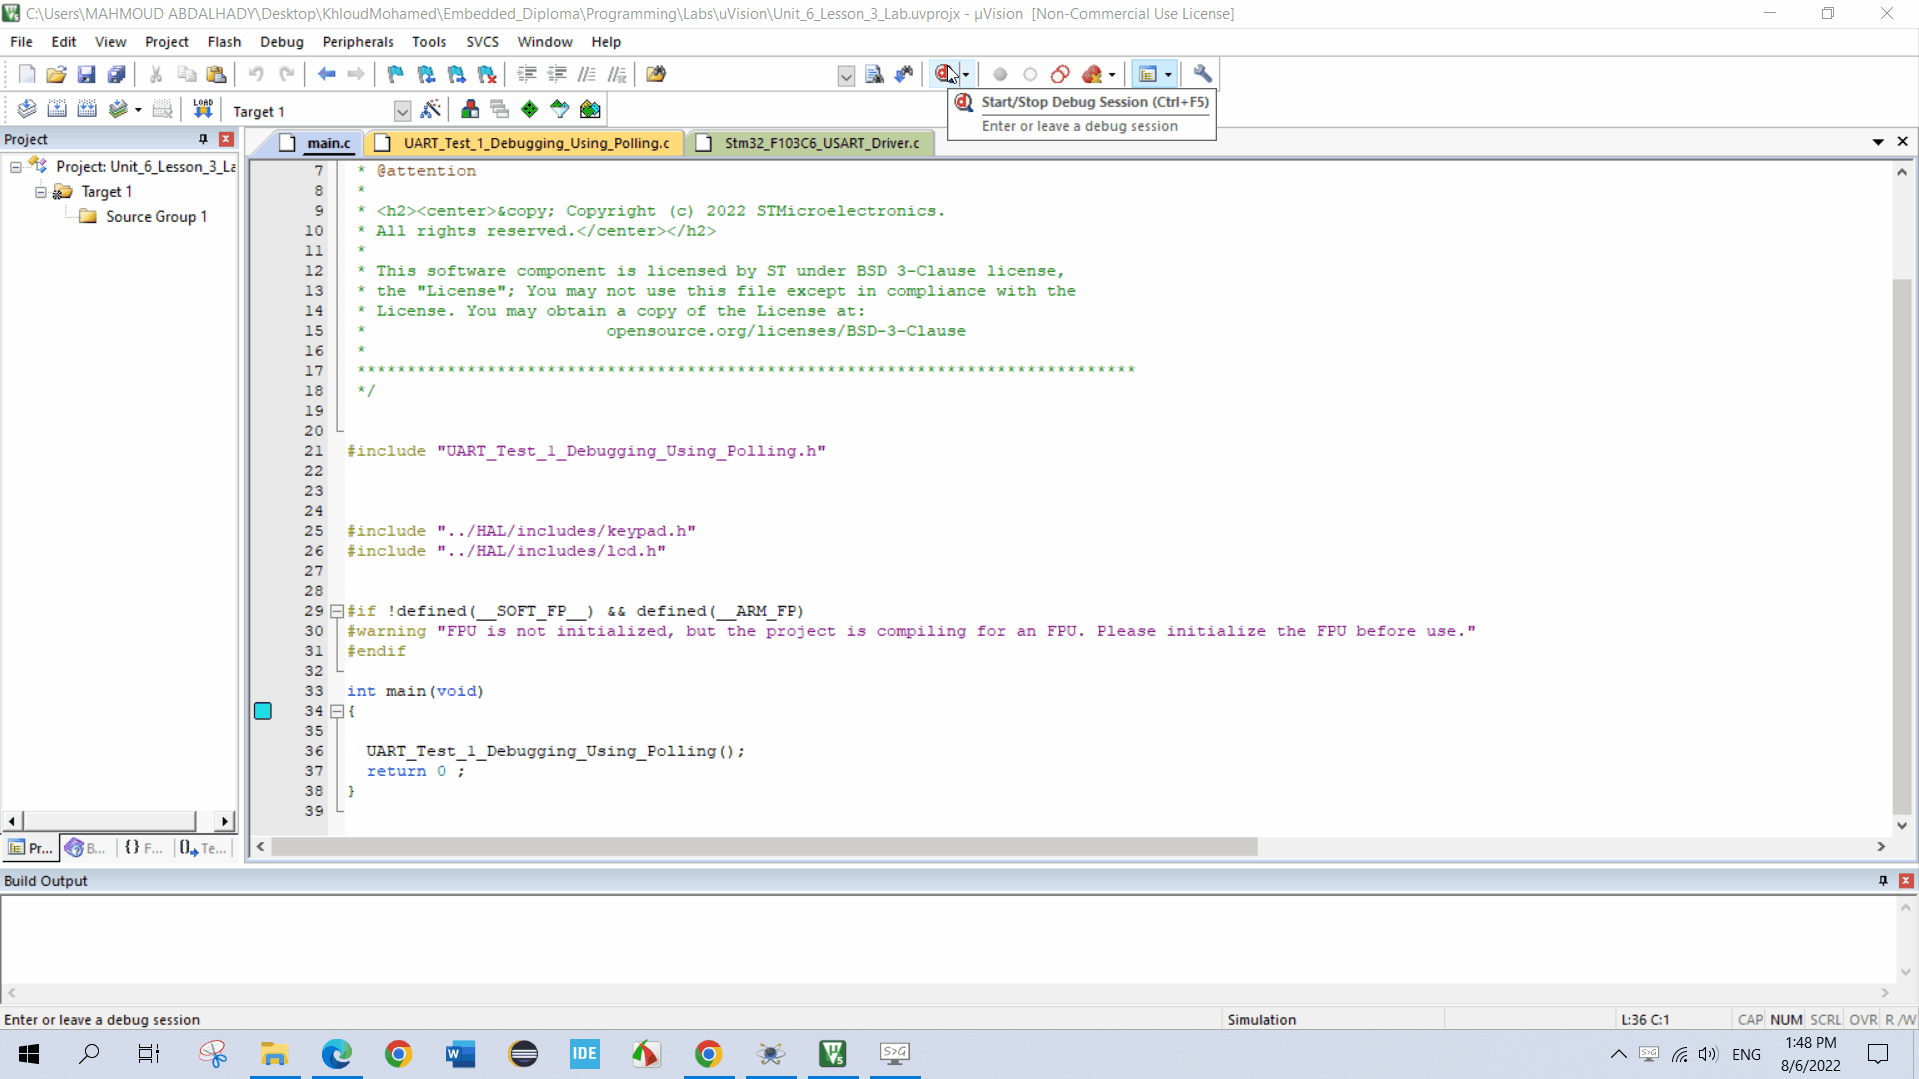 C:\Users\MAHMOUD ABDALHADY\Desktop\KhloudMohamed\Embedded_Diploma\Programming\Labs\uVision\Unit_6_Lesson_3_Lab.uvprojx - µVision  [Non-Commercial Use License]
File Edit View Project Flash Debug Peripherals Tools SVCS Window Help
LOAD Target 1
Start/Stop Debug Session (Ctrl+F5)
Enter or leave a debug session
Project
main.c UART_Test_1_Debugging_Using_Polling.c Stm32_F103C6_USART_Driver.c
Project: Unit_6_Lesson_3_La
Target 1
Source Group 1
7 * @attention
8 *
9 * <h2><center>&copy; Copyright (c) 2022 STMicroelectronics.
10 * All rights reserved.</center></h2>
11 *
12 * This software component is licensed by ST under BSD 3-Clause license,
13 * the "License"; You may not use this file except in compliance with the
14 * License. You may obtain a copy of the License at:
15 *                        opensource.org/licenses/BSD-3-Clause
16 *
17 ******************************************************************************
18 */
19
20
21 #include "UART_Test_1_Debugging_Using_Polling.h"
22
23
24
25 #include "../HAL/includes/keypad.h"
26 #include "../HAL/includes/lcd.h"
27
28
29 #if !defined(__SOFT_FP__) && defined(__ARM_FP)
30 #warning "FPU is not initialized, but the project is compiling for an FPU. Please initialize the FPU before use."
31 #endif
32
33 int main(void)
34 {
35
36 UART_Test_1_Debugging_Using_Polling();
37 return 0 ;
38 }
39
Pr... B... {} F... Te...
Build Output
Enter or leave a debug session Simulation L:36 C:1 CAP NUM SCRL OVR R/W
IDE ENG 1:48 PM
8/6/2022